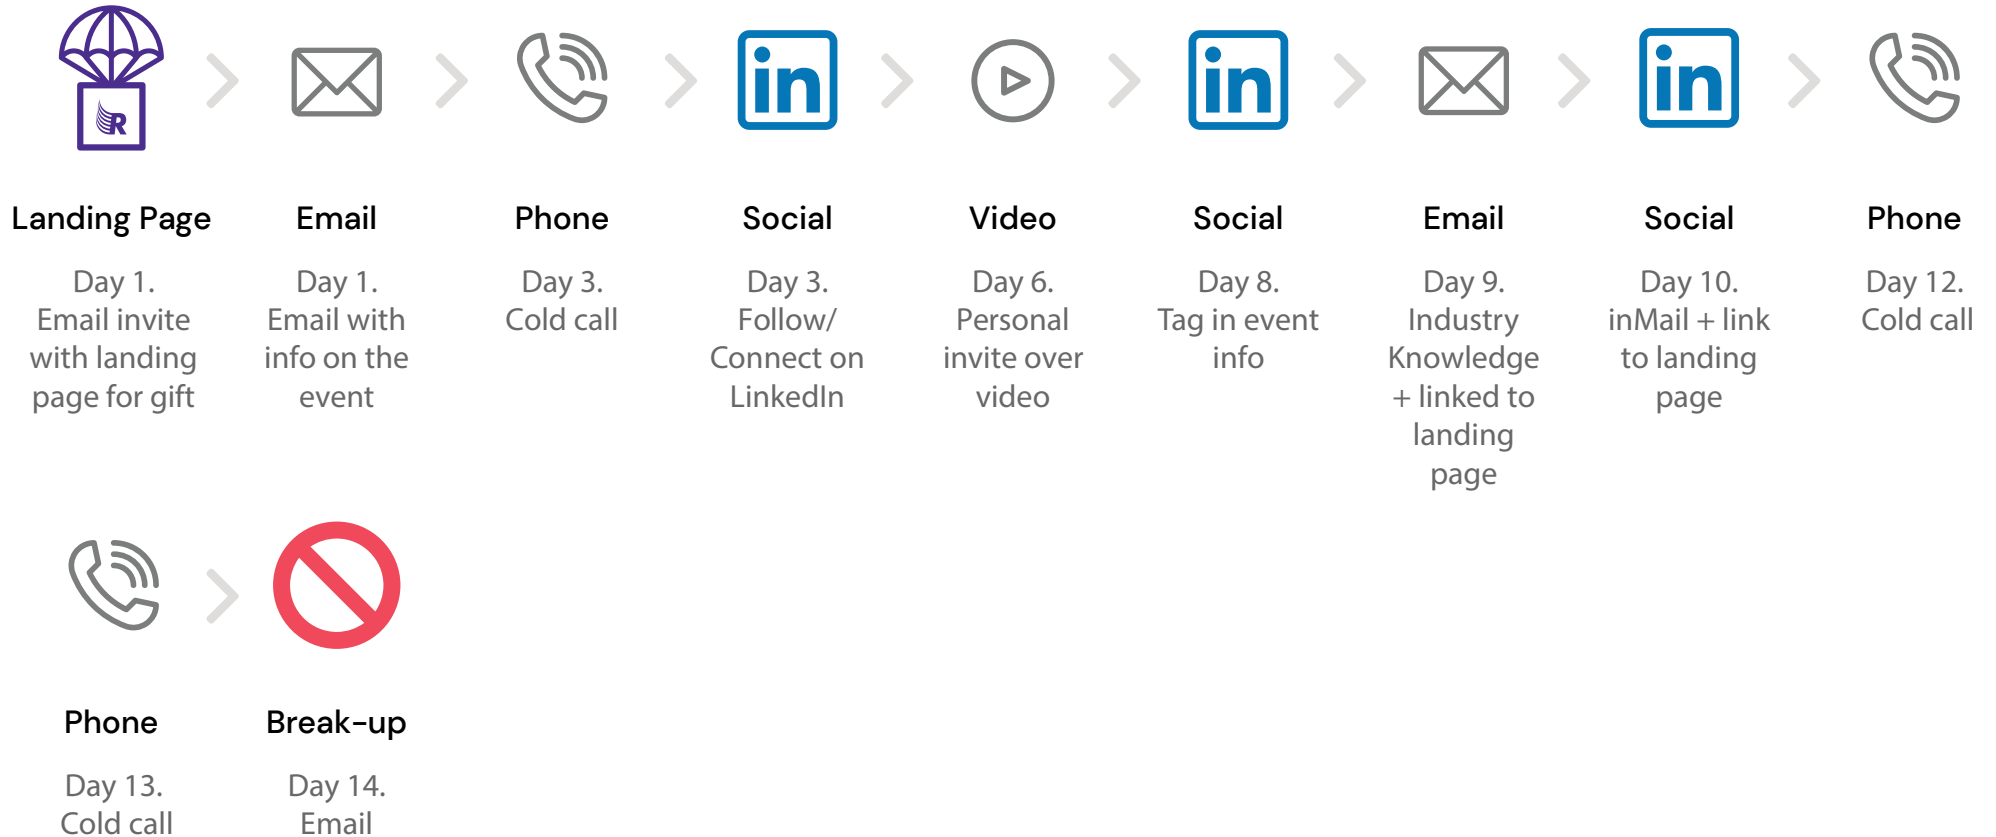 R
in
in
in
Landing Page
Day 1.
Email invite
with landing
page for gift
Email
Day 1.
Email with
info on the
event
Phone
Day 3.
Cold call
Social
Day 3.
Follow/
Connect on
LinkedIn
Video
Day 6.
Personal
invite over
video
Social
Day 8.
Tag in event
info
Email
Day 9.
Industry
Knowledge
+ linked to
landing
page
Social
Day 10.
inMail + link
to landing
page
Phone
Day 12.
Cold call
Phone
Day 13.
Cold call
Break-up
Day 14.
Email